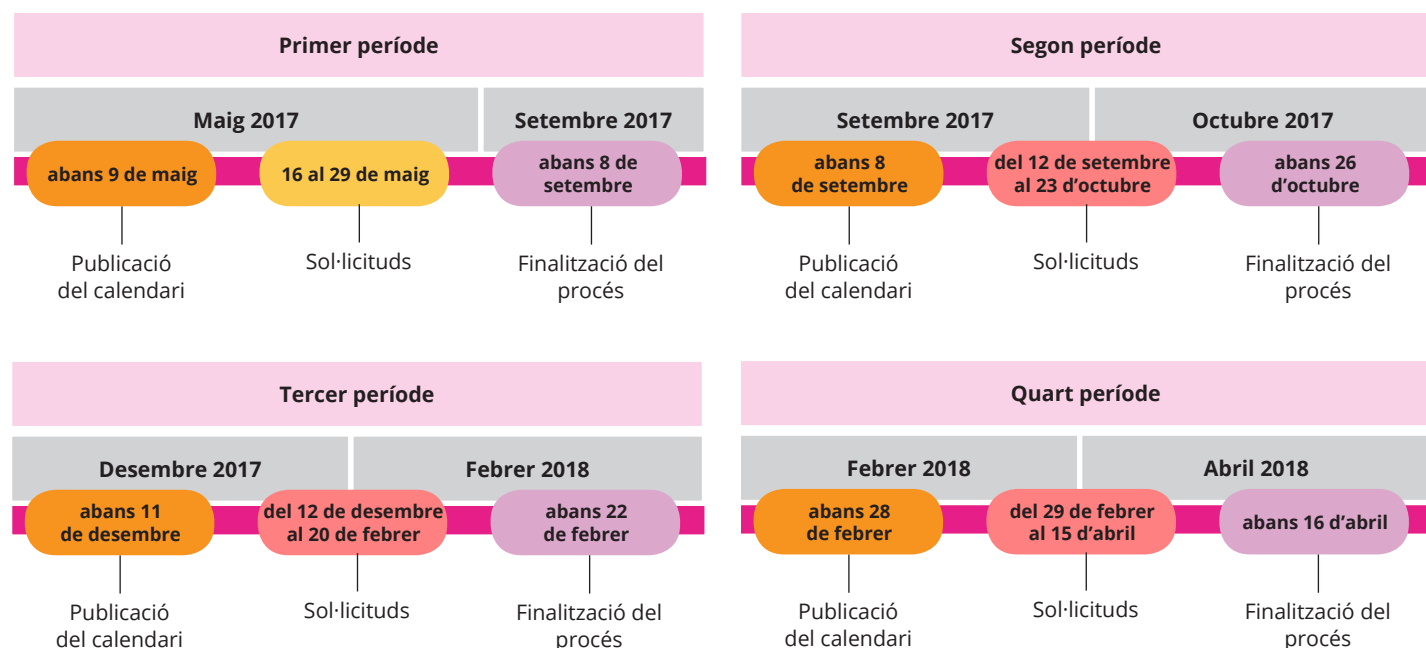 Primer període
Maig 2017
Setembre 2017
abans 9 de maig
16 al 29 de maig
abans 8 de
setembre
Publicació
del calendari
Sol·licituds
Finalització del
procés
Segon període
Setembre 2017
Octubre 2017
abans 8
de setembre
del 12 de setembre
al 23 d’octubre
abans 26
d’octubre
Publicació
del calendari
Sol·licituds
Finalització del
procés
Tercer període
Desembre 2017
Febrer 2018
abans 11
de desembre
del 12 de desembre
al 20 de febrer
abans 22
de febrer
Publicació
del calendari
Sol·licituds
Finalització del
procés
Quart període
Febrer 2018
Abril 2018
abans 28
de febrer
del 29 de febrer
al 15 d’abril
abans 16 d’abril
Publicació
del calendari
Sol·licituds
Finalització del
procés